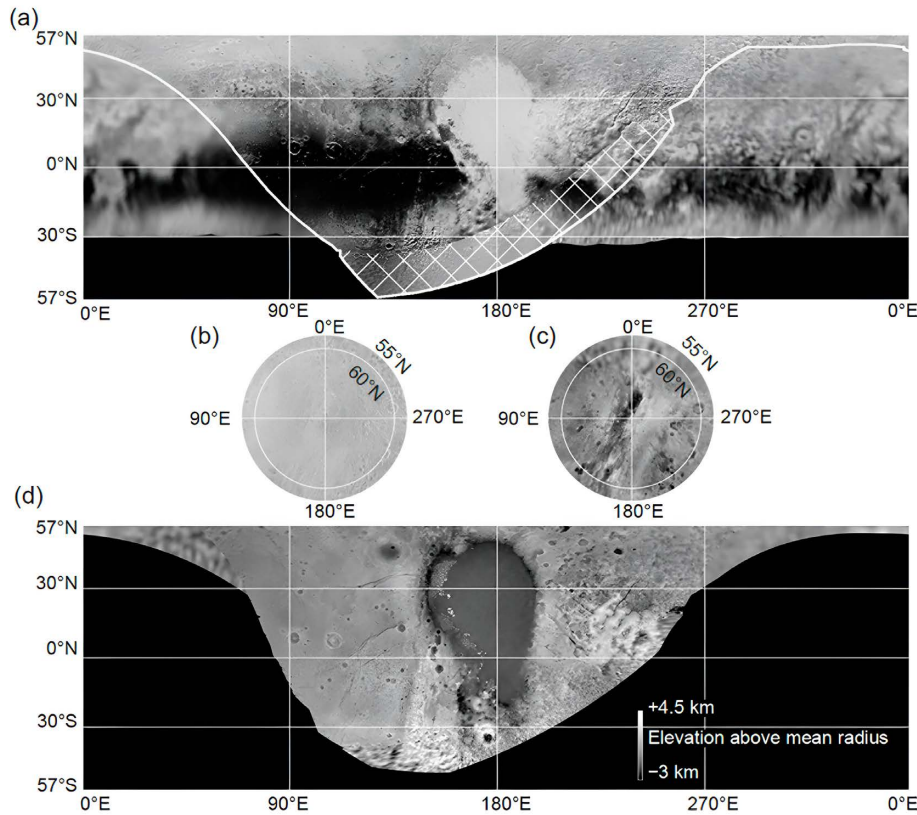 (a)
57°N
30°N
0°N
30°S
57°S
0°E
90°E
180°E
270°E
0°E
(b)
0°E
55°N
60°N
90°E
270°E
180°E
(c)
0°E
55°N
60°N
90°E
270°E
180°E
(d)
57°N
30°N
0°N
30°S
57°S
+4.5 km
Elevation above mean radius
−3 km
0°E
90°E
180°E
270°E
0°E